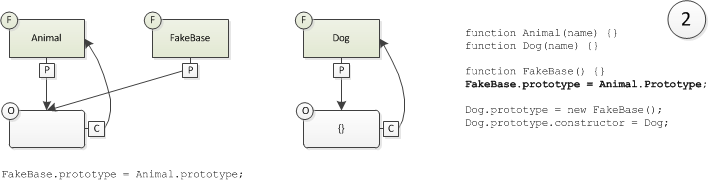 F
Animal
P
O
C
F
FakeBase
P
F
Dog
P
O
{}
C
2
function Animal(name) {}
function Dog(name) {}
function FakeBase() {}
FakeBase.prototype = Animal.Prototype;
Dog.prototype = new FakeBase();
Dog.prototype.constructor = Dog;
FakeBase.prototype = Animal.prototype;